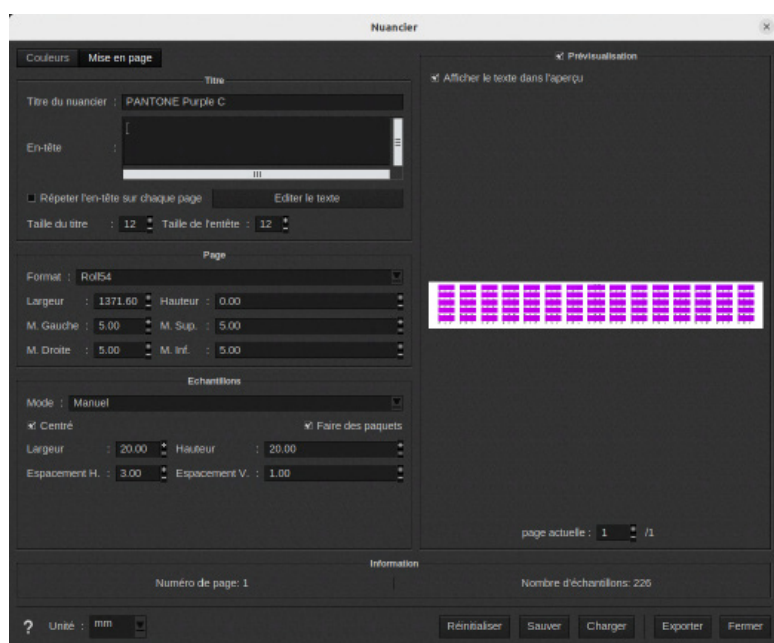 Nuancier
Couleurs Mise en page
Titre
Titre du nuancier : PANTONE Purple C
En-tête :
Répeter l'en-tête sur chaque page Editer le texte
Taille du titre : 12 Taille de l'entête : 12
Page
Format : Roll54
Largeur : 1371.60 Hauteur : 0.00
M. Gauche : 5.00 M. Sup. : 5.00
M. Droite : 5.00 M. Inf. : 5.00
Echantillons
Mode : Manuel
Centré Faire des paquets
Largeur : 20.00 Hauteur : 20.00
Espacement H. : 3.00 Espacement V. : 1.00
Prévisualisation
Afficher le texte dans l'aperçu
page actuelle : 1 /1
Information
Numéro de page: 1 Nombre d'échantillons: 226
? Unité : mm Réinitialiser Sauver Charger Exporter Fermer